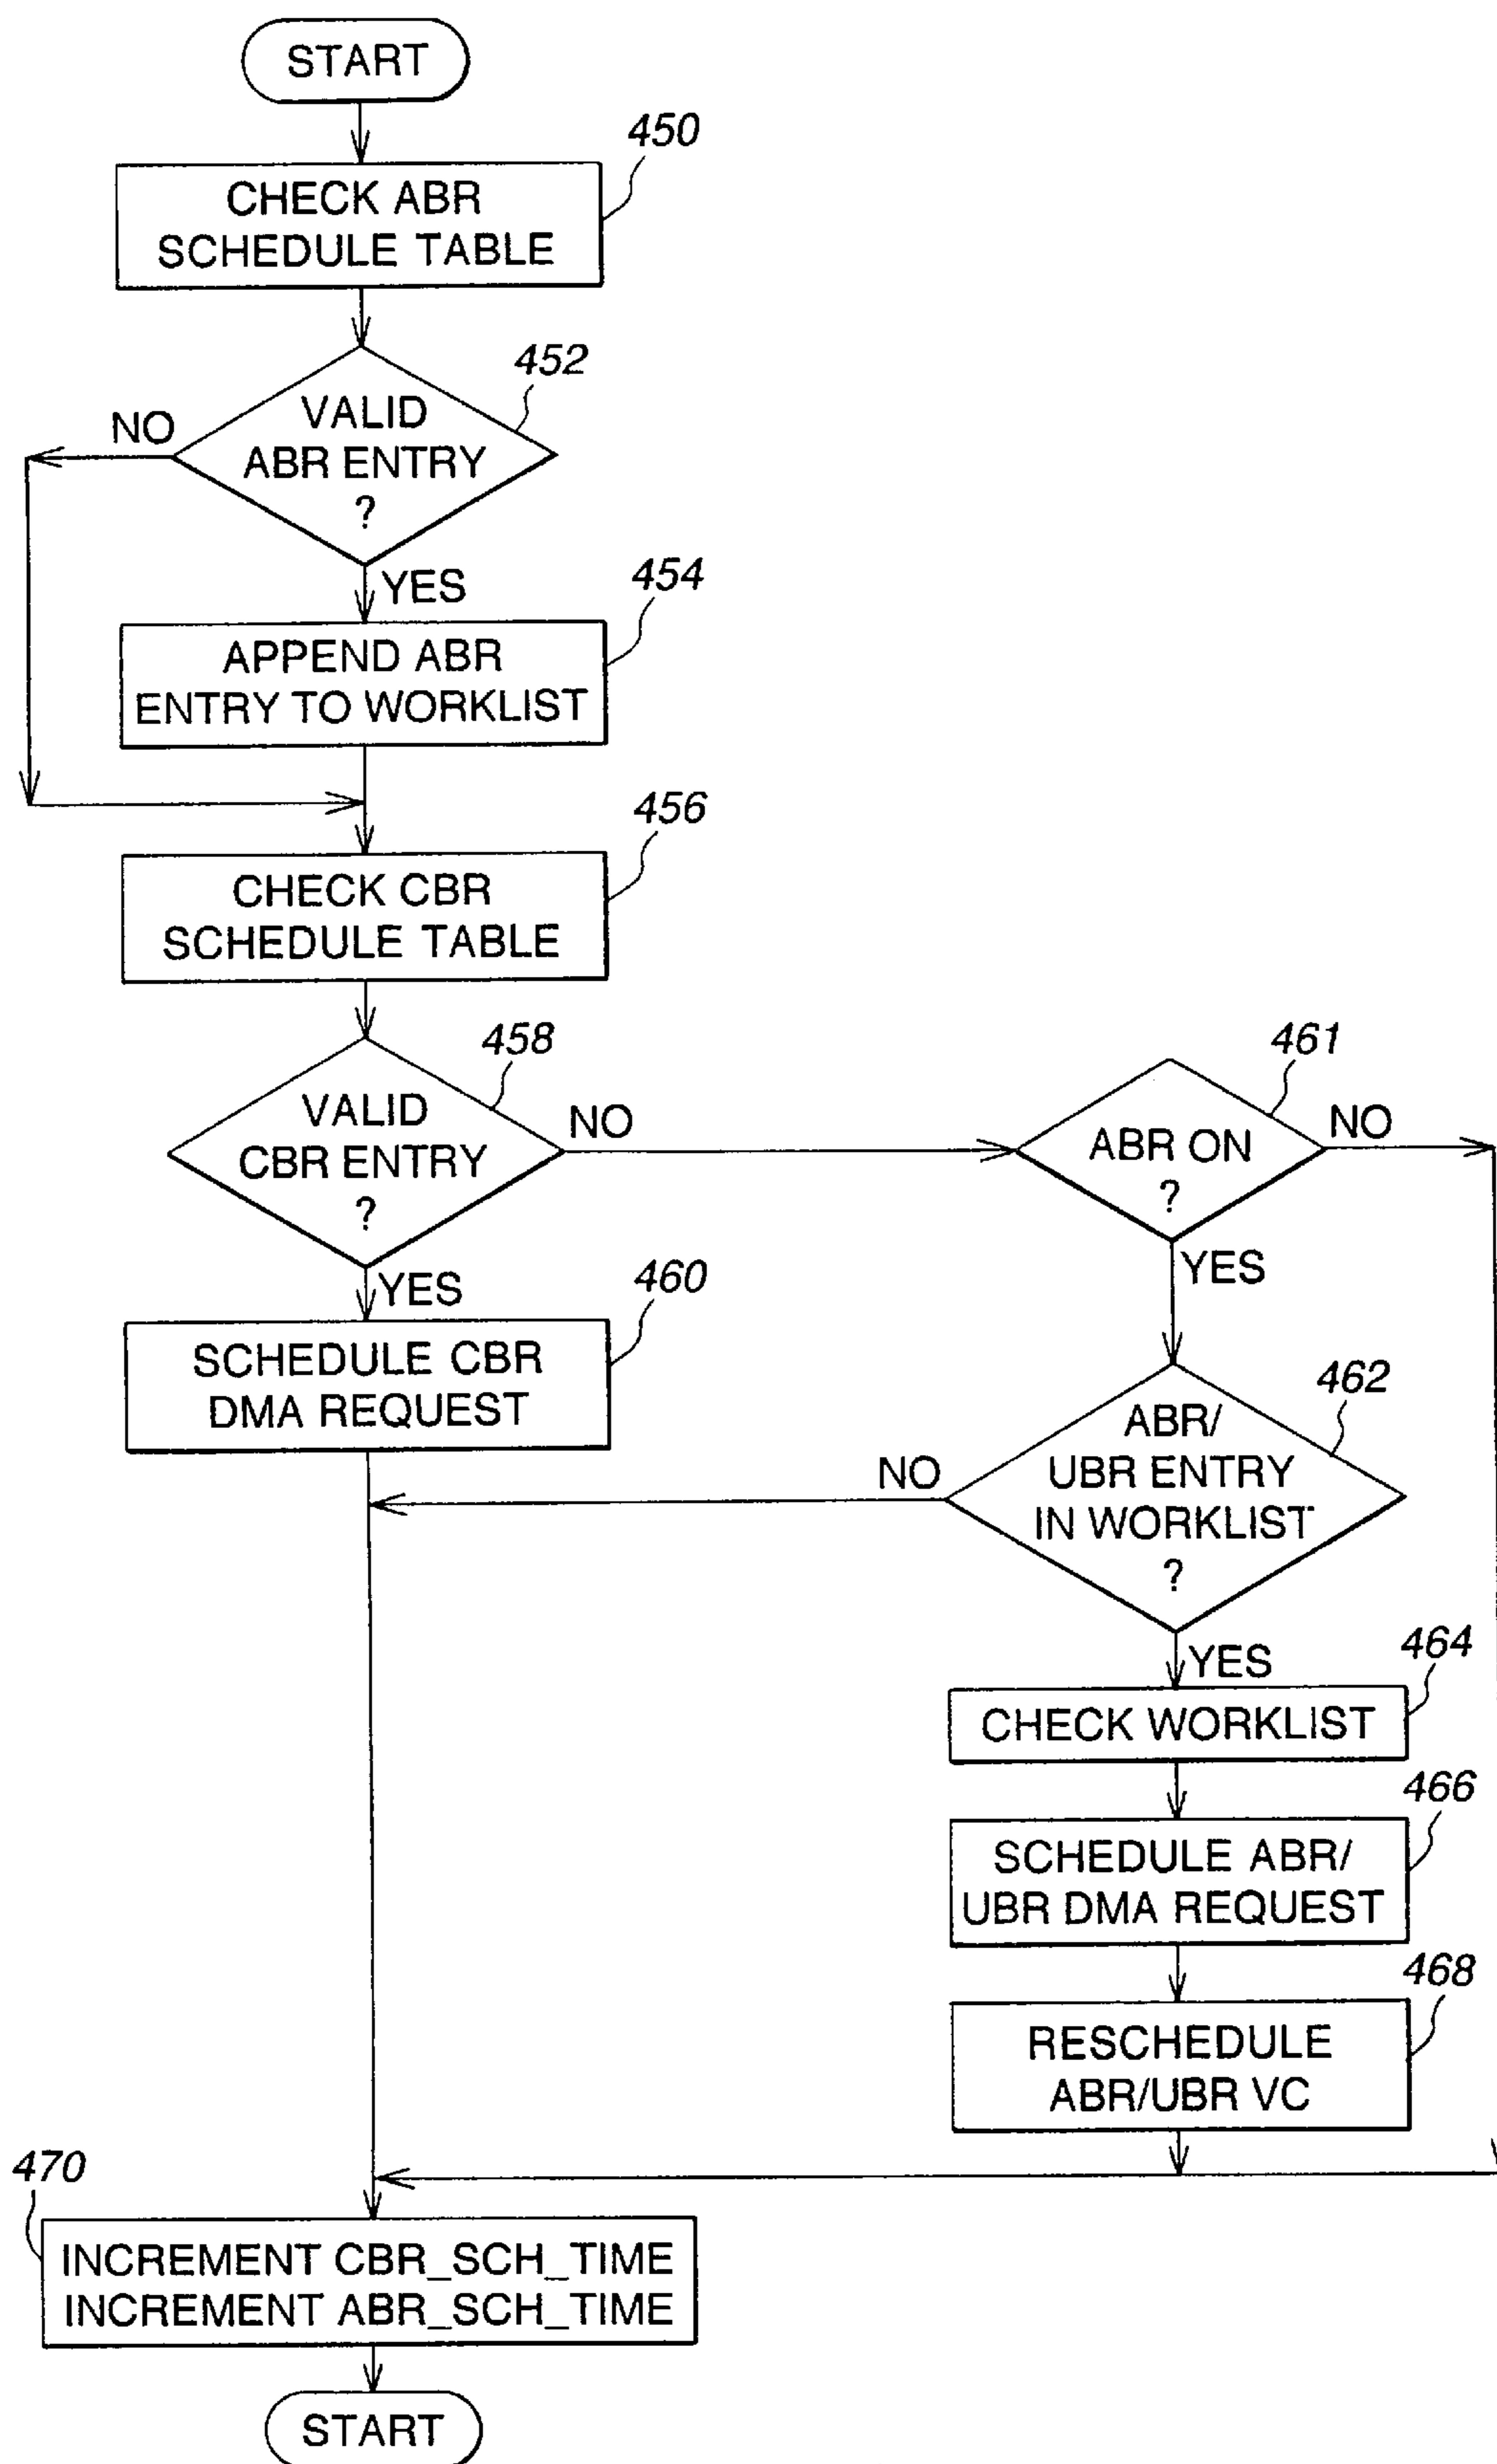 START
450
CHECK ABR
SCHEDULE TABLE
452
VALID
ABR ENTRY
?
NO
YES
454
APPEND ABR
ENTRY TO WORKLIST
456
CHECK CBR
SCHEDULE TABLE
458
VALID
CBR ENTRY
?
NO
YES
461
ABR ON
?
NO
YES
460
SCHEDULE CBR
DMA REQUEST
462
ABR/
UBR ENTRY
IN WORKLIST
?
NO
YES
464
CHECK WORKLIST
466
SCHEDULE ABR/
UBR DMA REQUEST
468
RESCHEDULE
ABR/UBR VC
470
INCREMENT CBR_SCH_TIME
INCREMENT ABR_SCH_TIME
START